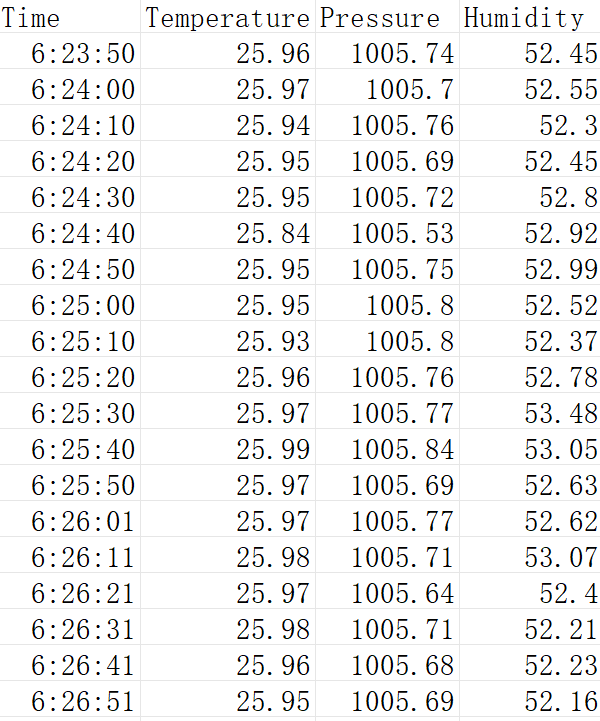 Time Temperature Pressure Humidity
6:23:50 25.96 1005.74 52.45
6:24:00 25.97 1005.7 52.55
6:24:10 25.94 1005.76 52.3
6:24:20 25.95 1005.69 52.45
6:24:30 25.95 1005.72 52.8
6:24:40 25.84 1005.53 52.92
6:24:50 25.95 1005.75 52.99
6:25:00 25.95 1005.8 52.52
6:25:10 25.93 1005.8 52.37
6:25:20 25.96 1005.76 52.78
6:25:30 25.97 1005.77 53.48
6:25:40 25.99 1005.84 53.05
6:25:50 25.97 1005.69 52.63
6:26:01 25.97 1005.77 52.62
6:26:11 25.98 1005.71 53.07
6:26:21 25.97 1005.64 52.4
6:26:31 25.98 1005.71 52.21
6:26:41 25.96 1005.68 52.23
6:26:51 25.95 1005.69 52.16